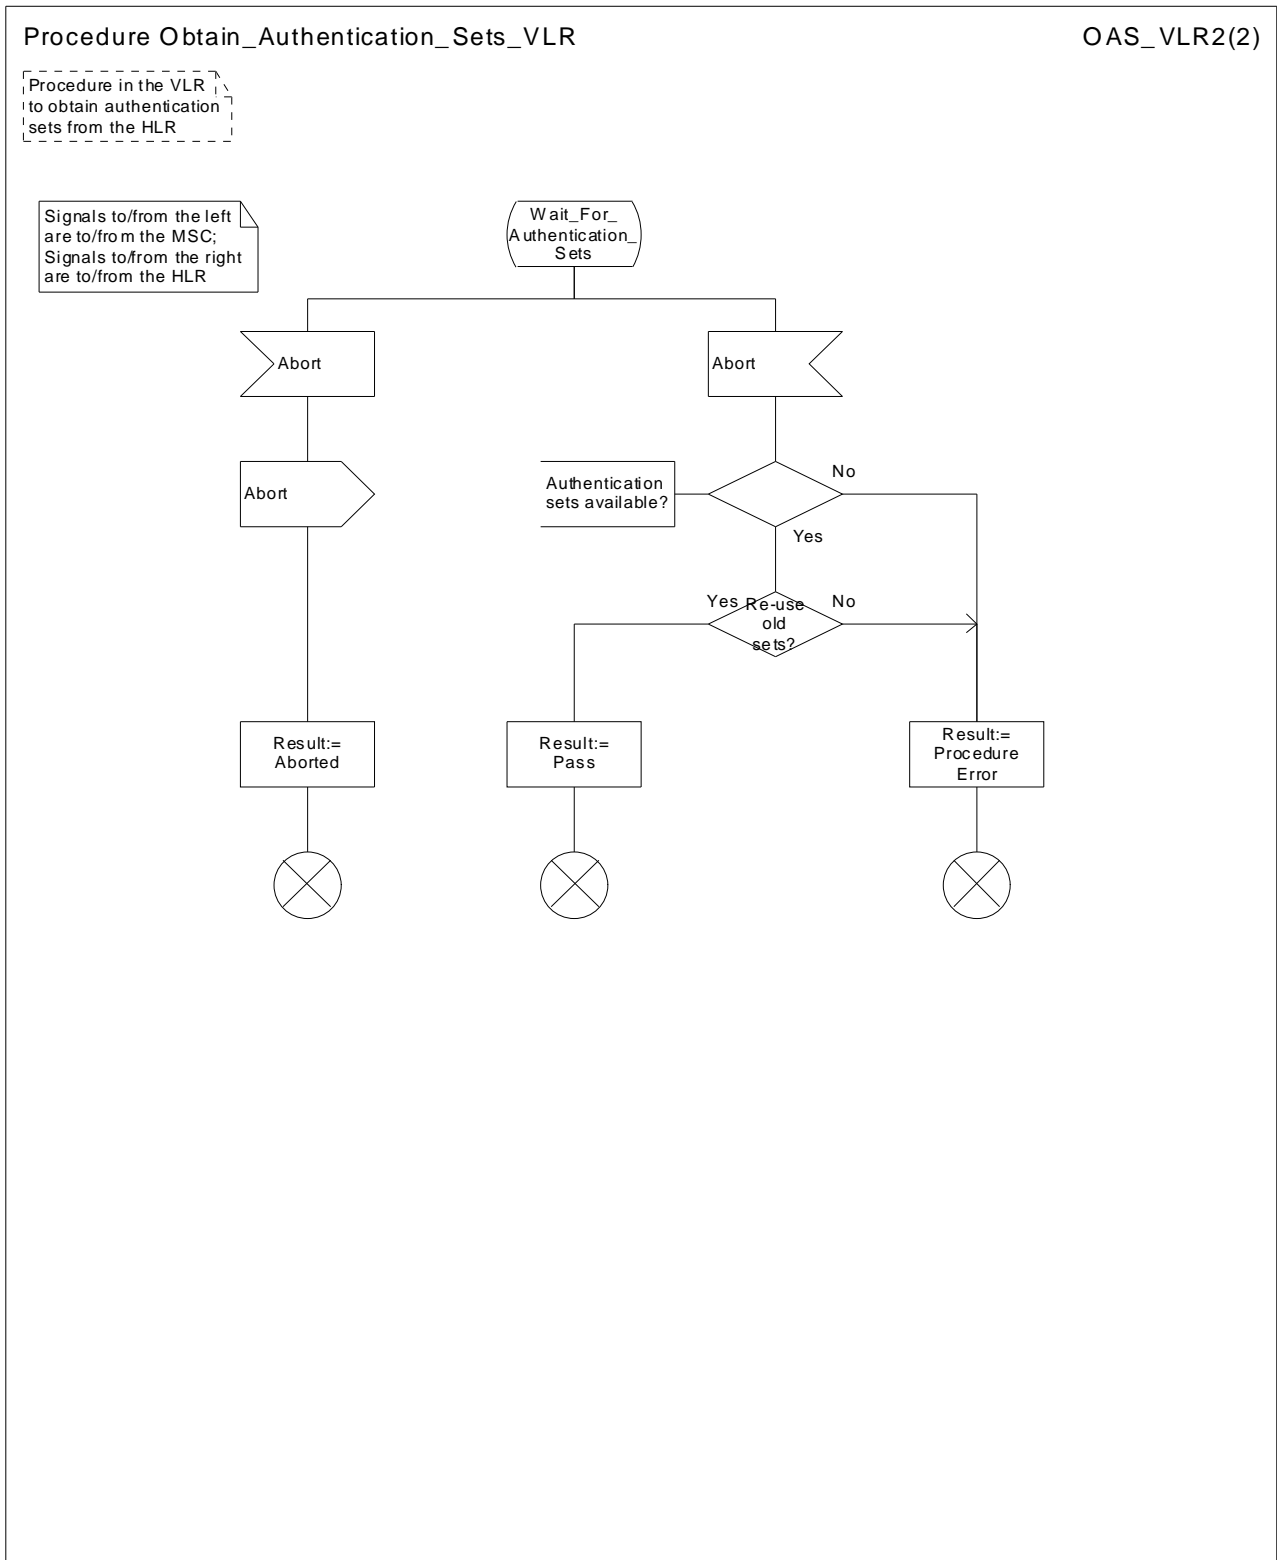 Procedure Obtain_Authentication_Sets_VLR
OAS_VLR2(2)
Procedure in the VLR
to obtain authentication
sets from the HLR
Signals to/from the left
are to/from the MSC;
Signals to/from the right
are to/from the HLR
Wait_For_
Authentication_
Sets
Abort
Abort
Abort
Authentication
sets available?
No
Yes
Yes
Re-use
old
sets?
No
Result:=
Aborted
Result:=
Pass
Result:=
Procedure
Error